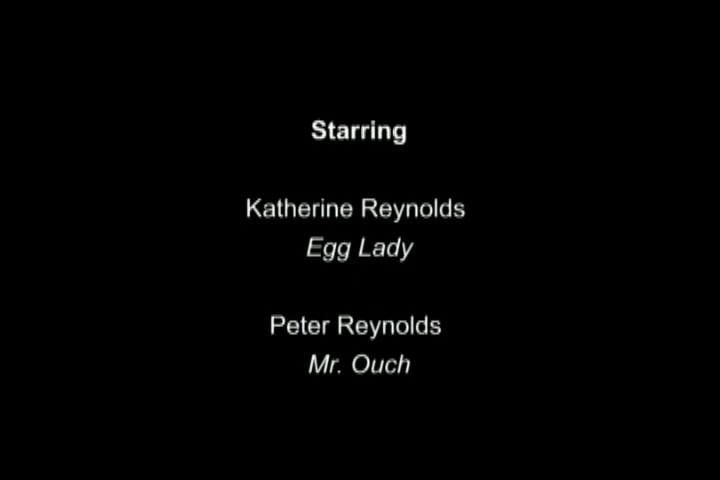 Starring
Katherine Reynolds
Egg Lady
Peter Reynolds
Mr. Ouch